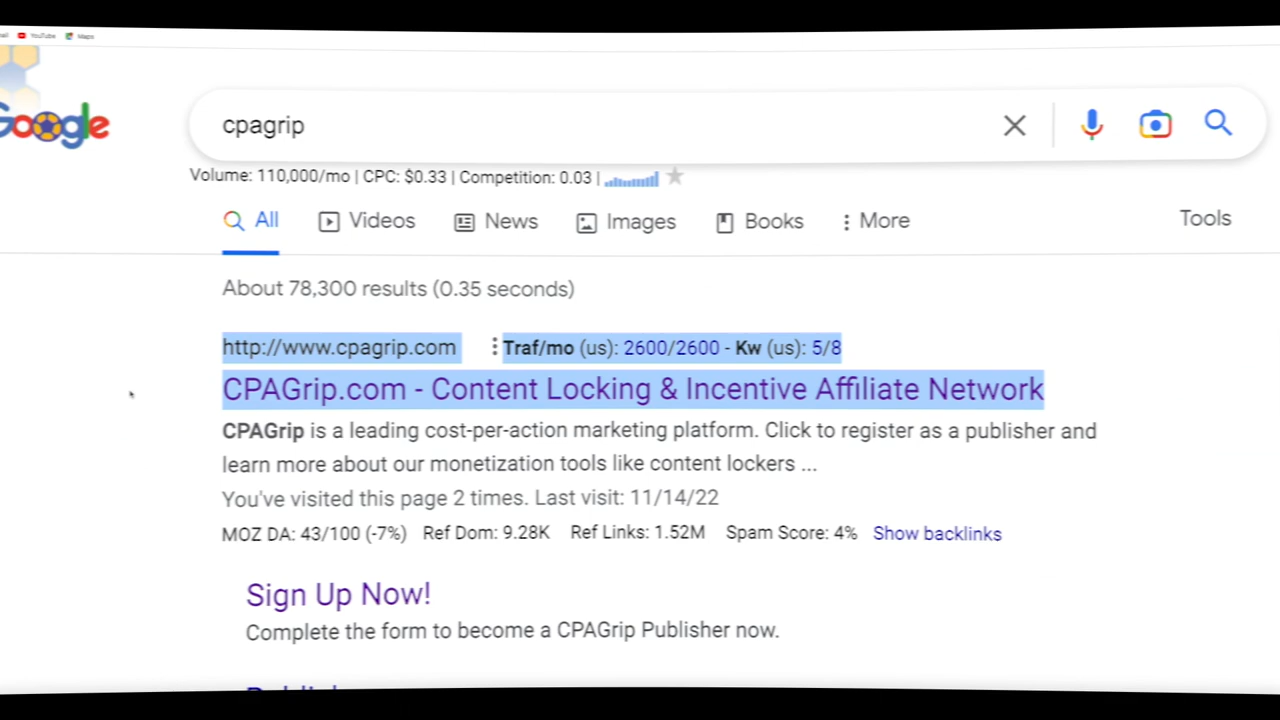 YouTube Maps
Google
cpagrip
Volume: 110,000/mo | CPC: $0.33 | Competition: 0.03 |
All Videos News Images Books More Tools
About 78,300 results (0.35 seconds)
http://www.cpagrip.com Traf/mo (us): 2600/2600 - Kw (us): 5/8
CPAGrip.com - Content Locking & Incentive Affiliate Network
CPAGrip is a leading cost-per-action marketing platform. Click to register as a publisher and
learn more about our monetization tools like content lockers ...
You've visited this page 2 times. Last visit: 11/14/22
MOZ DA: 43/100 (-7%) Ref Dom: 9.28K Ref Links: 1.52M Spam Score: 4% Show backlinks
Sign Up Now!
Complete the form to become a CPAGrip Publisher now.